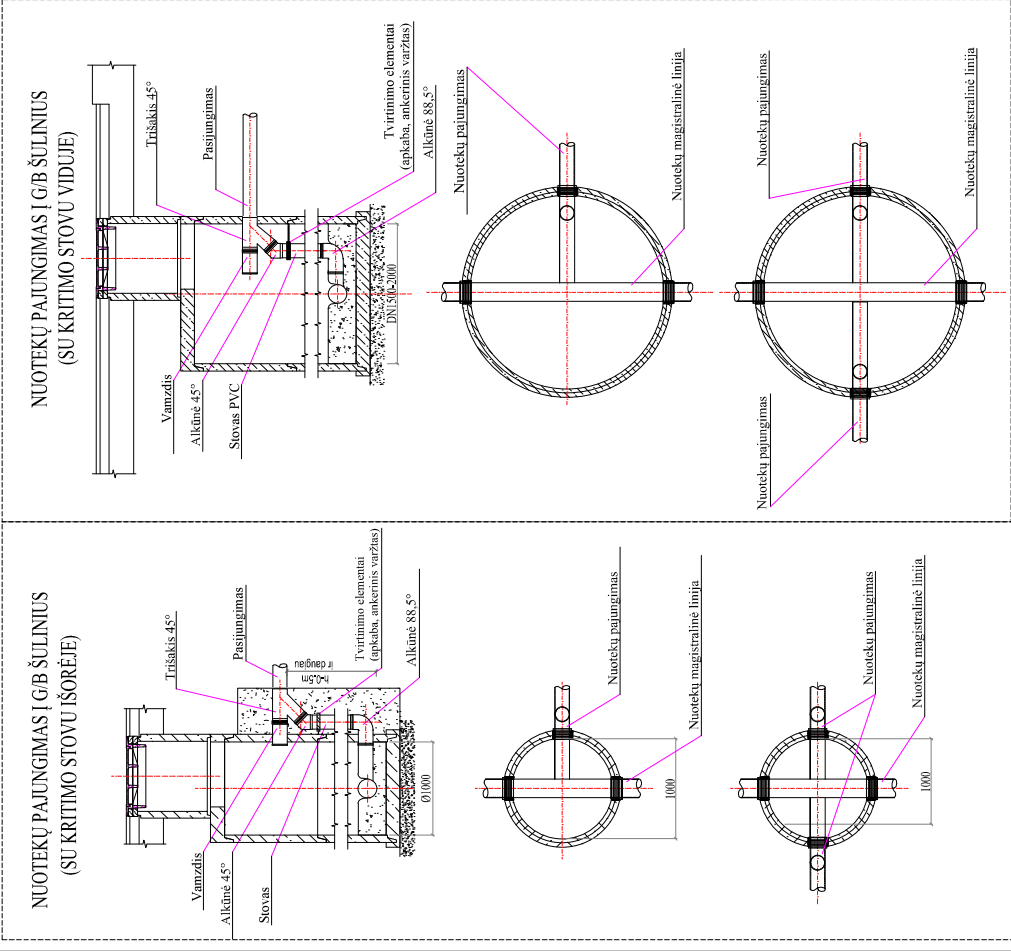 NUOTEKŲ PAJUNGIMAS Į G/B ŠULINIUS
(SU KRITIMO STOVU IŠORĖJE)
Trišakis 45°
Pasijungimas
h-0.5m
ir daugiau
Tvirtinimo elementai
(apkaba, ankerinis varžtas)
Alkūnė 88,5°
Vamzdis
Alkūnė 45°
Stovas
Ø1000
Nuotekų pajungimas
Nuotekų magistralinė linija
1000
Nuotekų pajungimas
Nuotekų magistralinė linija
1000
NUOTEKŲ PAJUNGIMAS Į G/B ŠULINIUS
(SU KRITIMO STOVU VIDUJE)
Trišakis 45°
Pasijungimas
Tvirtinimo elementai
(apkaba, ankerinis varžtas)
Alkūnė 88,5°
Vamzdis
Alkūnė 45°
Stovas PVC
DN1500-2000
Nuotekų pajungimas
Nuotekų magistralinė linija
Nuotekų pajungimas
Nuotekų pajungimas
Nuotekų magistralinė linija